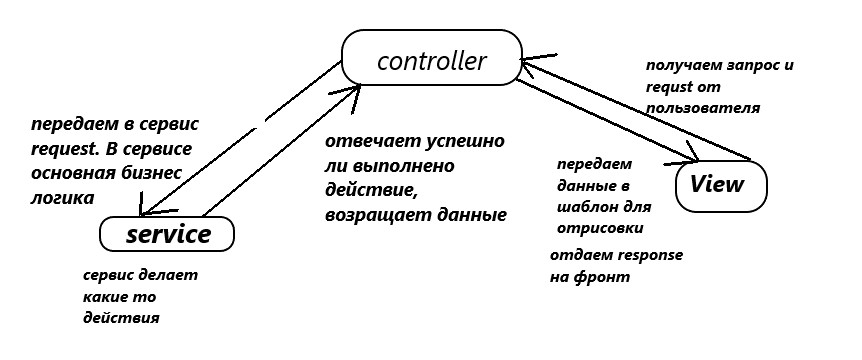 controller
получаем запрос и
requst от
пользователя
передаем в сервис
request. В сервисе
основная бизнес
логика
отвечает успешно
ли выполнено
действие,
возращает данные
передаем
данные в
шаблон для
отрисовки
View
service
отдаем response
на фронт
сервис делает
какие то
действия